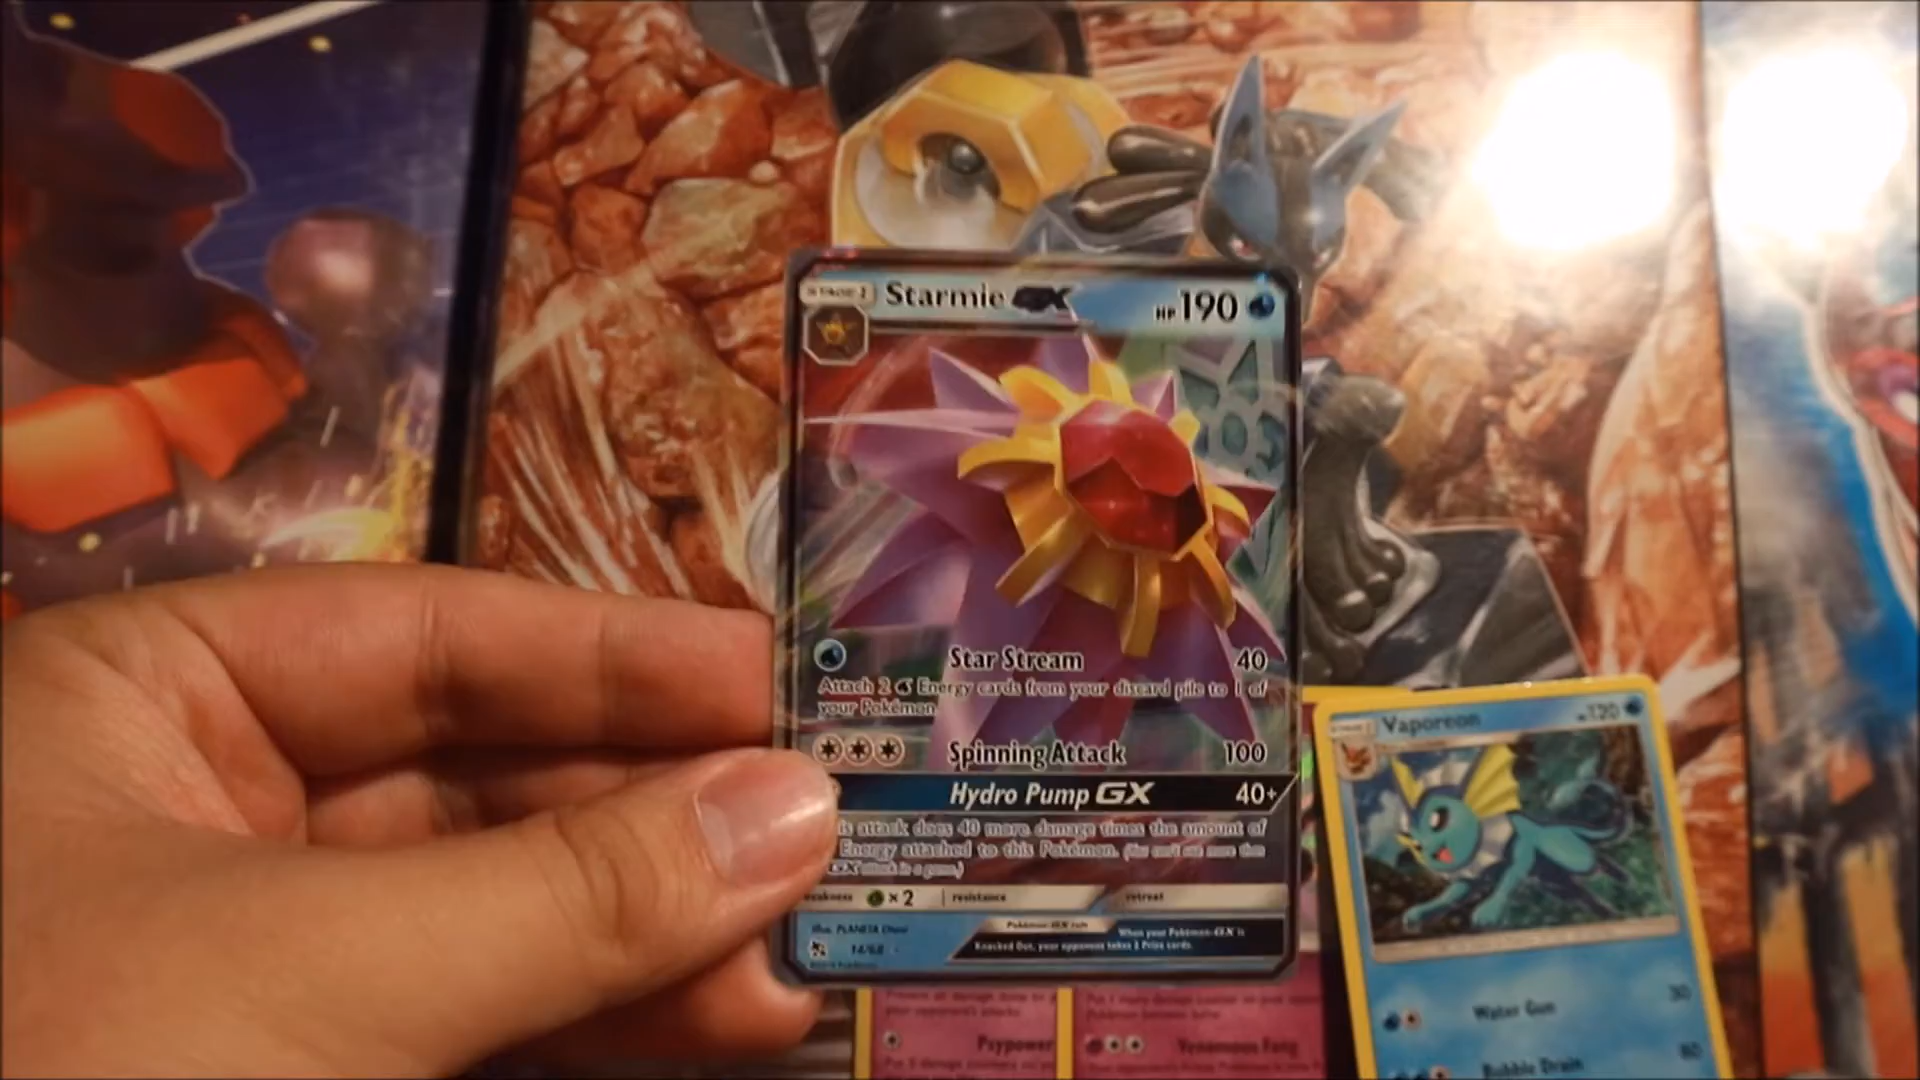 Starmie GX HP 190
Star Stream 40
Attach 2 Energy cards from your discard pile to 1 of
your Pokémon
Spinning Attack 100
Hydro Pump GX 40+
is attack does 40 more damage times the amount of
Energy attached to this Pokémon. (You can't use more than
GX attack in a game.)
weakness ×2 resistance retreat
Illus. PLANETA
Pokémon-GX rule When your Pokémon-GX is
Knocked Out, your opponent takes 2 Prize cards.
14/68
Vaporeon 120
Water Gun 30
Bubble Drain 80
Psypower
Venomous Fang